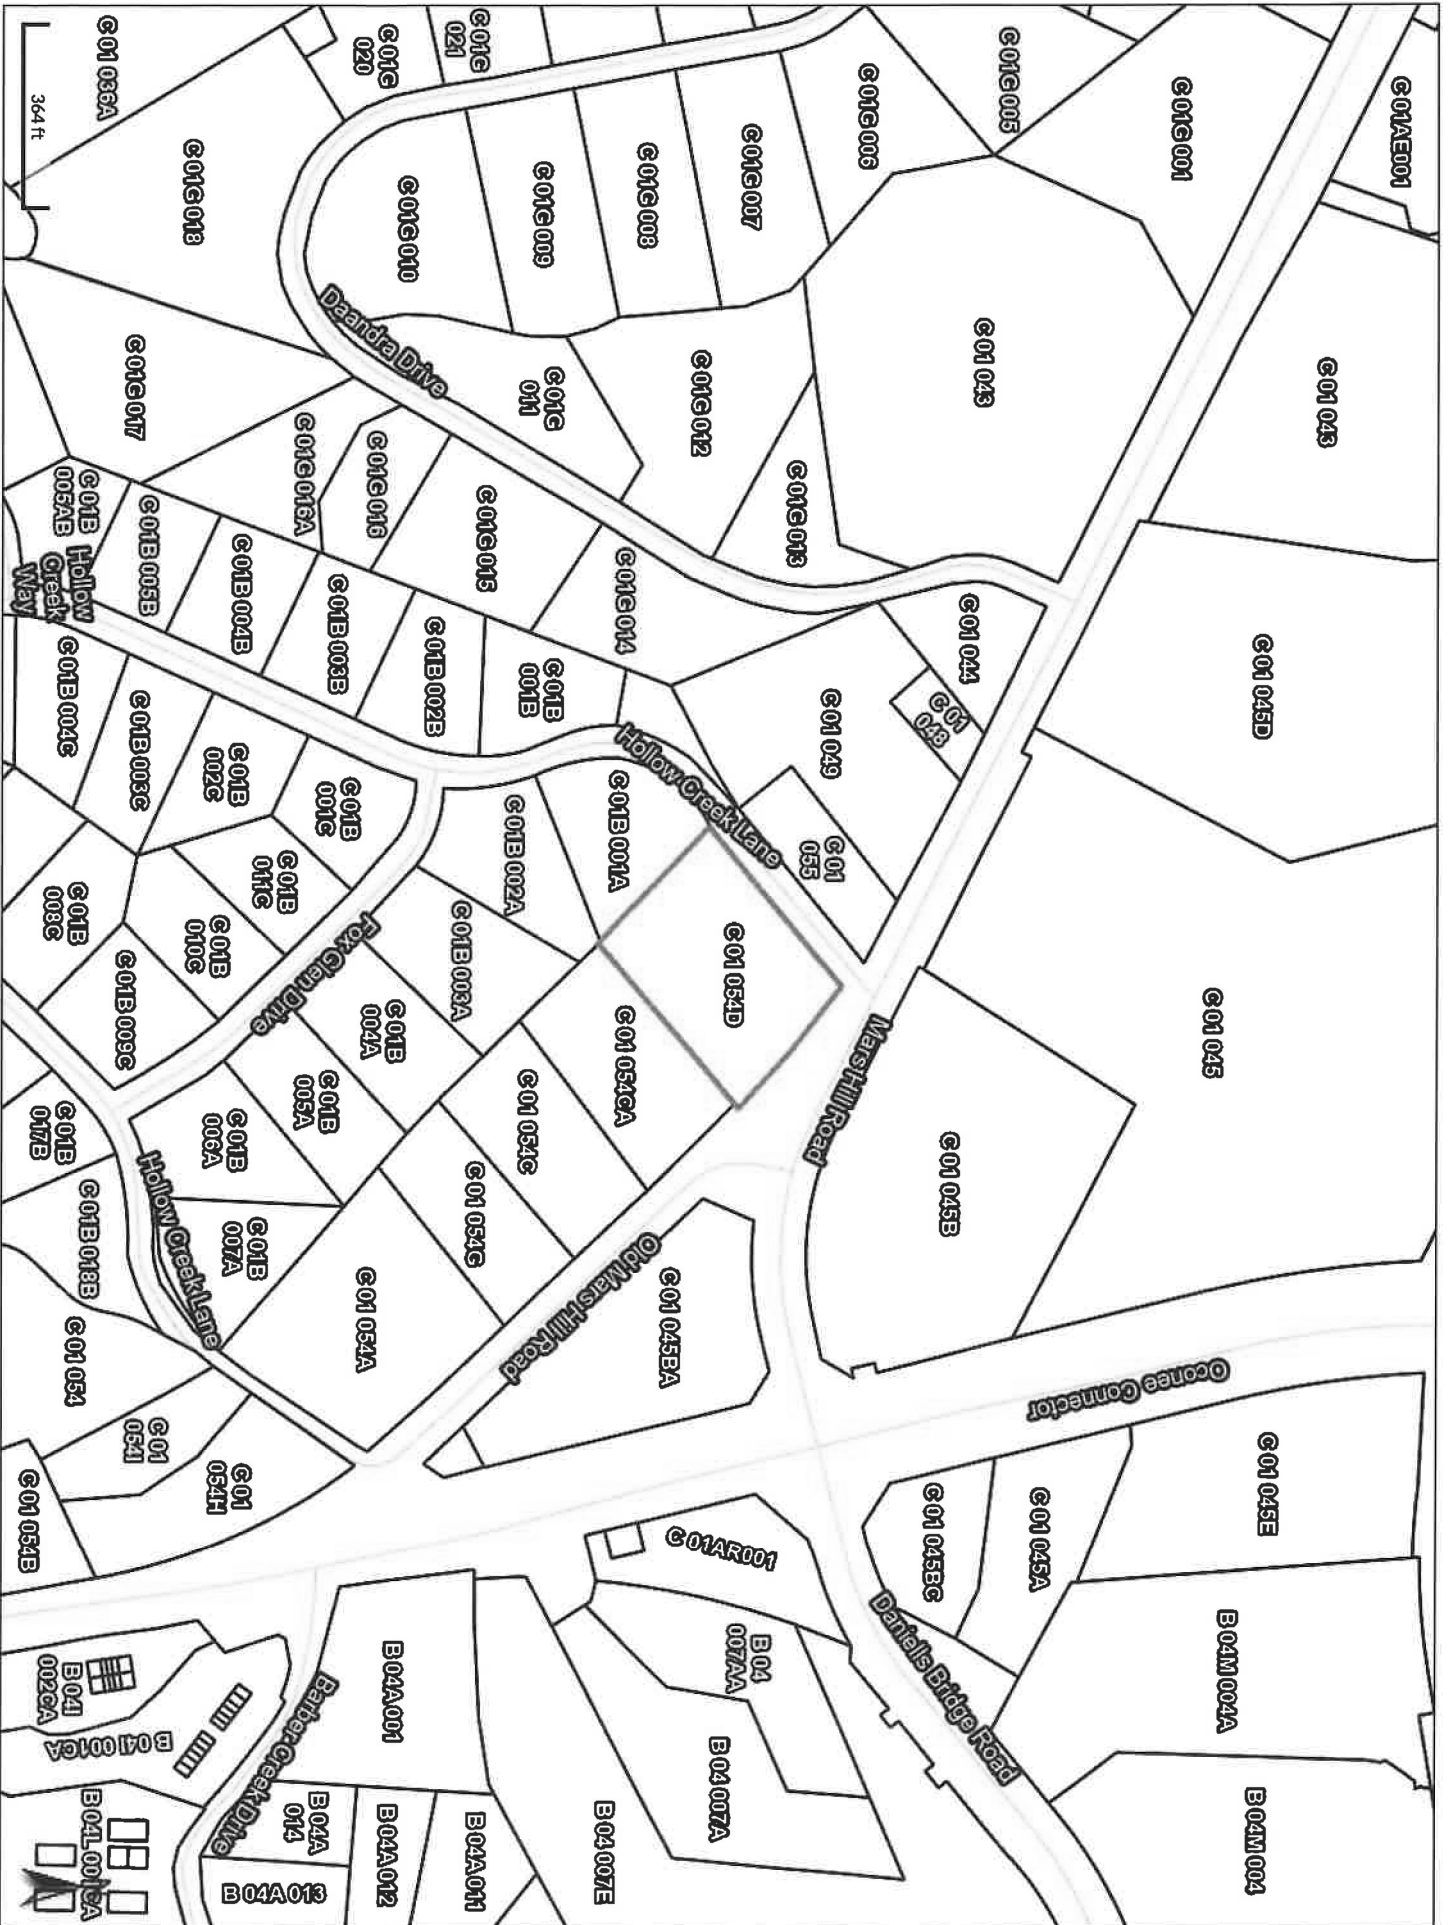 C 01AE001
C 01G 001
C 01G 005
C 01G 006
C 01G 007
C 01G 008
C 01G 009
C 01G 010
C 01G
021
C 01G
020
C 01 036A
364 ft
C 01G 018
C 01 043
C 01 043
C 01G 012
C 01G
011
Daandra Drive
C 01G 017
C 01G 013
C 01G 015
C 01G 016
C 01G 016A
C 01G 014
C 01B
005AB
C 01B 005B
C 01B 004B
C 01B 003B
C 01B 002B
C 01B
001B
Hollow
Creek
Way
C 01 045D
C 01 044
C 01
048
C 01 049
C 01
055
Hollow Creek Lane
C 01B 004C
C 01B 003C
C 01B
002C
C 01B
001C
C 01B 001A
C 01B 002A
C 01B 003A
C 01B
011C
C 01B
010C
C 01B
008C
C 01B 009C
Fox Glen Drive
C 01B
004A
C 01B
005A
C 01B
006A
C 01B
007A
C 01B
017B
C 01B 018B
Hollow Creek Lane
C 01 054D
C 01 054CA
C 01 054C
C 01 054G
C 01 054A
C 01 045
C 01 045B
Mars Hill Road
Old Mars Hill Road
C 01 045BA
Oconee Connector
C 01 054
C 01
054I
C 01
054H
C 01 054B
C 01 045E
C 01 045A
C 01 045BC
C 01AR001
Daniells Bridge Road
B 04M 004A
B 04M 004
B 04
007AA
B 04 007A
B 04 007E
B 04A 001
Barber Creek Drive
B 04I
002CA
B 04I 001CA
B 04L 001CA
B 04A
014
B 04A 013
B 04A 012
B 04A 011